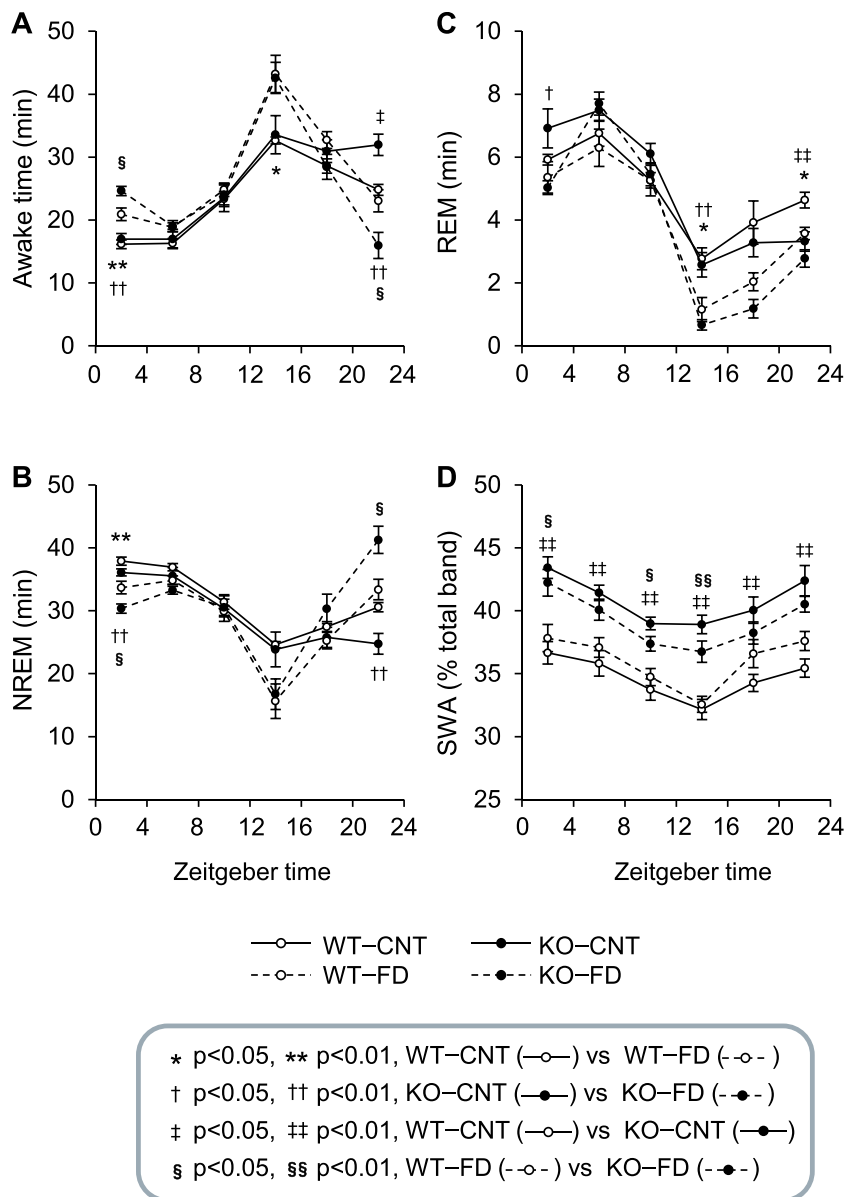 A
Awake time (min)
50
40
30
20
10
0
§
**
††
*
‡
††
§
0 4 8 12 16 20 24
C
REM (min)
10
8
6
4
2
0
†
††
*
‡‡
*
0 4 8 12 16 20 24
B
NREM (min)
50
40
30
20
10
0
**
††
§
§
††
0 4 8 12 16 20 24
Zeitgeber time
D
SWA (% total band)
50
45
40
35
30
25
§
‡‡
‡‡
§
‡‡
§§
‡‡
‡‡
‡‡
0 4 8 12 16 20 24
Zeitgeber time
WT–CNT KO–CNT
WT–FD KO–FD
* p<0.05, ** p<0.01, WT–CNT ( ) vs WT–FD ( )
† p<0.05, †† p<0.01, KO–CNT ( ) vs KO–FD ( )
‡ p<0.05, ‡‡ p<0.01, WT–CNT ( ) vs KO–CNT ( )
§ p<0.05, §§ p<0.01, WT–FD ( ) vs KO–FD ( )